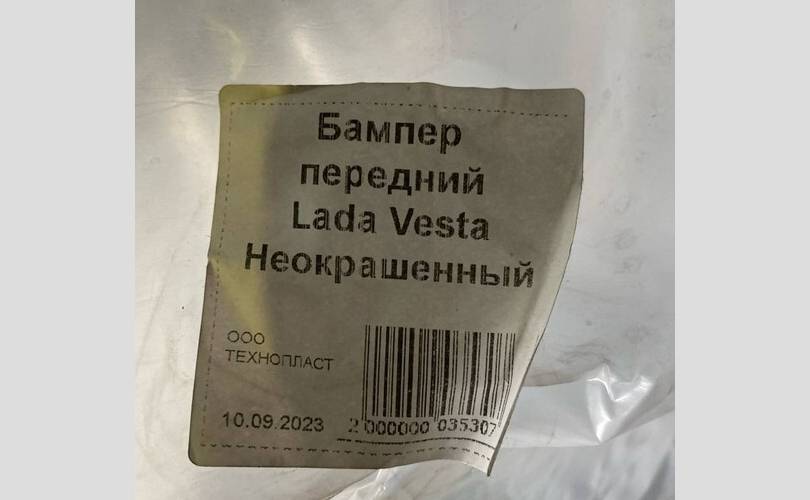 Бампер
передний
Lada Vesta
Неокрашенный
ООО
ТЕХНОПЛАСТ
10.09.2023
2 000000 035307